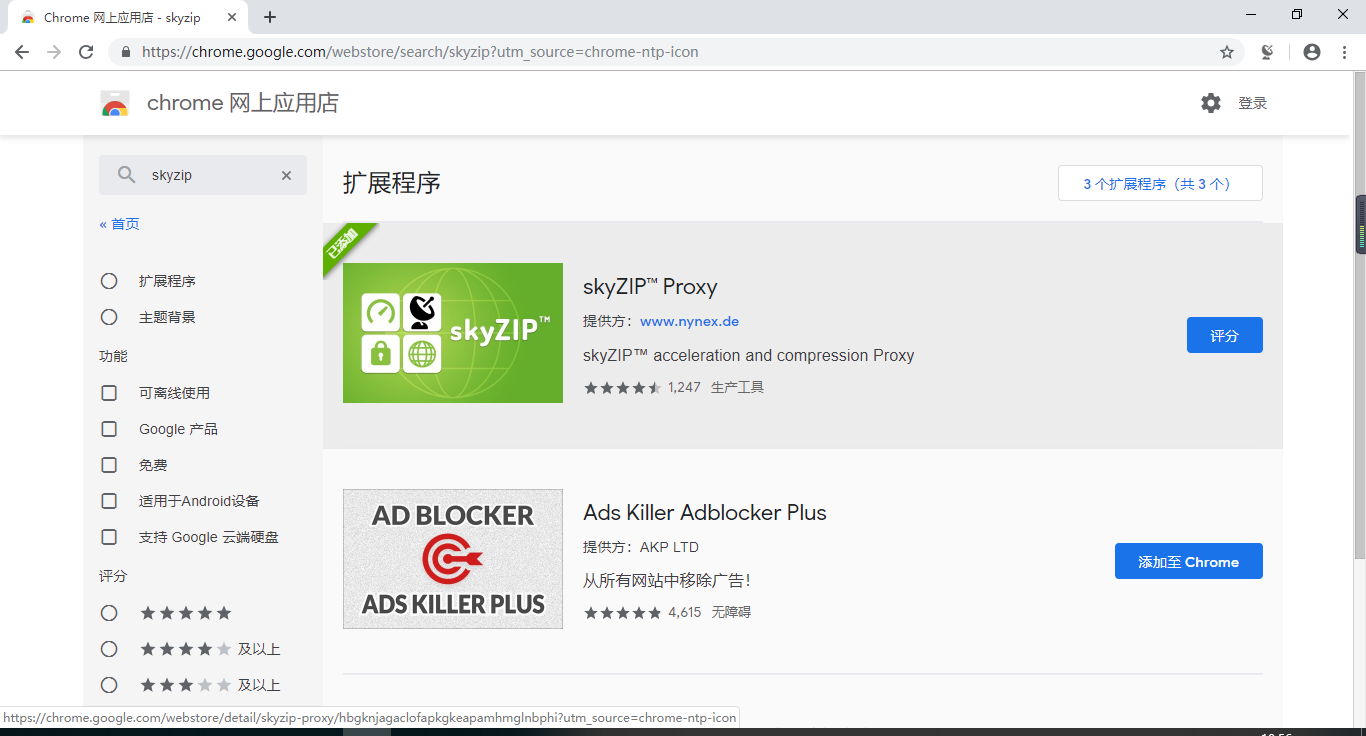 Chrome 网上应用店 - skyzip
https://chrome.google.com/webstore/search/skyzip?utm_source=chrome-ntp-icon
chrome 网上应用店
登录
skyzip
« 首页
扩展程序
主题背景
功能
可离线使用
Google 产品
免费
适用于Android设备
支持 Google 云端硬盘
评分
及以上
及以上
扩展程序
3 个扩展程序（共 3 个）
已添加
skyZIP™
skyZIP™ Proxy
提供方：www.nynex.de
skyZIP™ acceleration and compression Proxy
1,247 生产工具
评分
AD BLOCKER
ADS KILLER PLUS
Ads Killer Adblocker Plus
提供方：AKP LTD
从所有网站中移除广告！
4,615 无障碍
添加至 Chrome
https://chrome.google.com/webstore/detail/skyzip-proxy/hbgknjagaclofapkgkeapamhmglnbphi?utm_source=chrome-ntp-icon